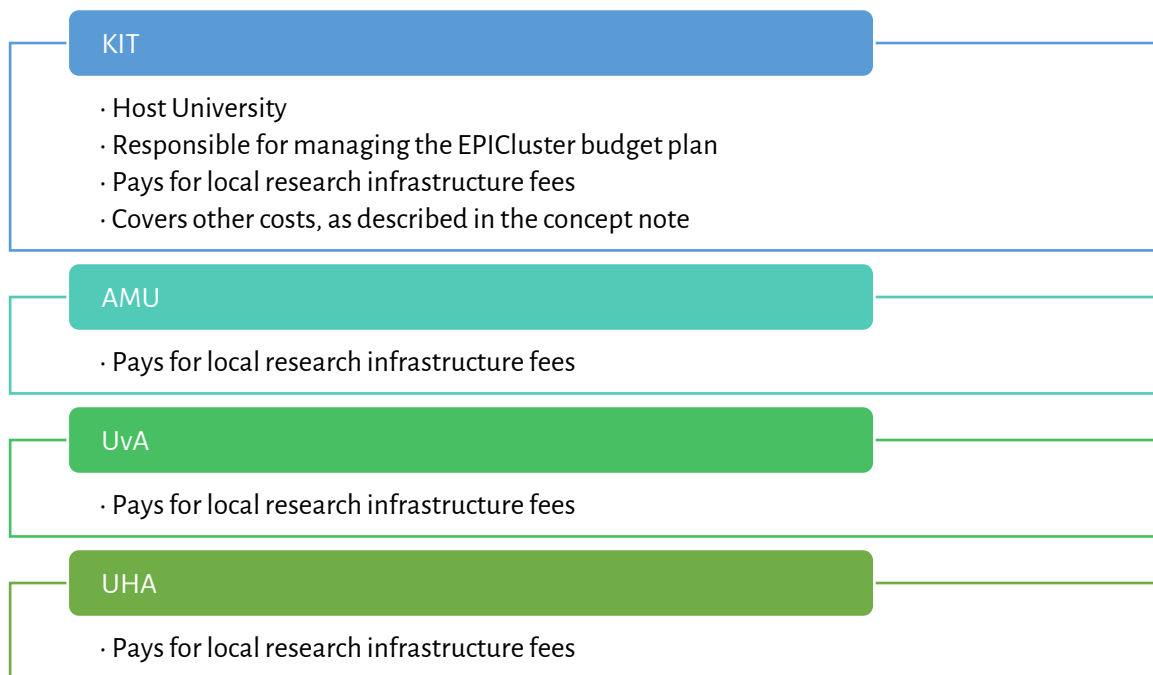 KIT
· Host University
· Responsible for managing the EPICluster budget plan
· Pays for local research infrastructure fees
· Covers other costs, as described in the concept note
AMU
· Pays for local research infrastructure fees
UvA
· Pays for local research infrastructure fees
UHA
· Pays for local research infrastructure fees